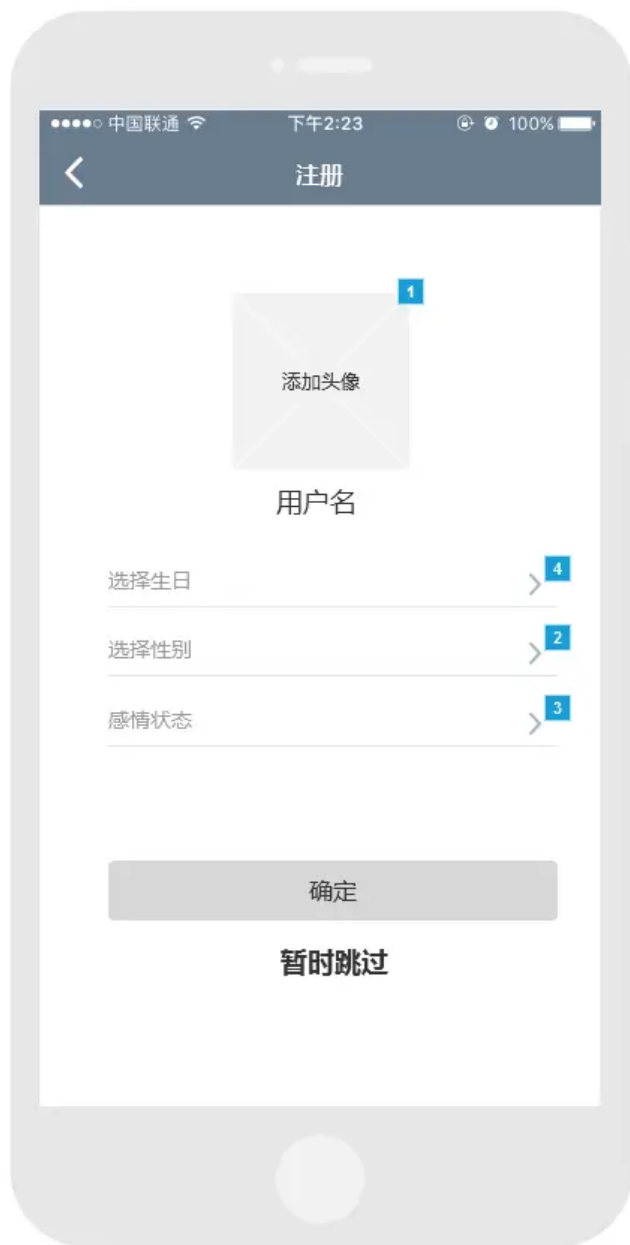 中国联通 下午2:23 100%
注册
1
添加头像
用户名
选择生日 4
选择性别 2
感情状态 3
确定
暂时跳过